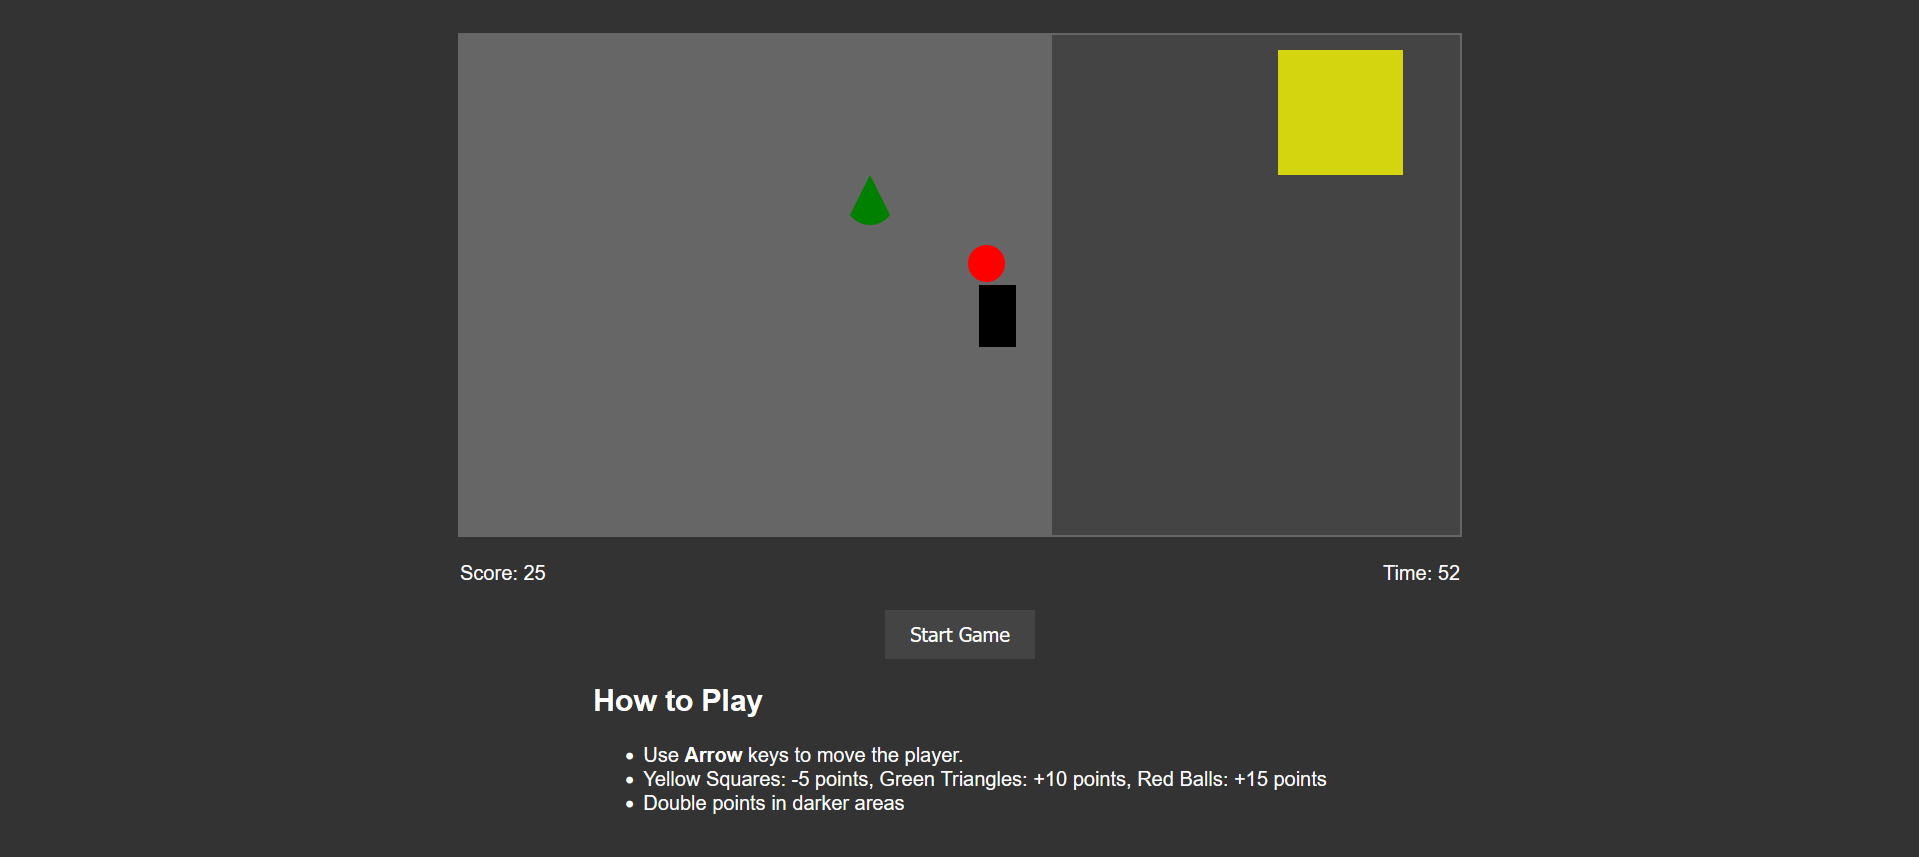 Score: 25
Time: 52
Start Game
How to Play
• Use Arrow keys to move the player.
• Yellow Squares: -5 points, Green Triangles: +10 points, Red Balls: +15 points
• Double points in darker areas